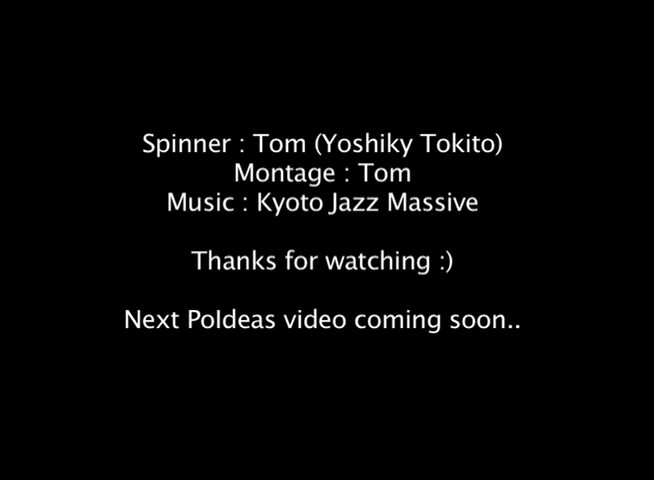 Spinner : Tom (Yoshiky Tokito)
Montage : Tom
Music : Kyoto Jazz Massive
Thanks for watching :)
Next PoIdeas video coming soon..